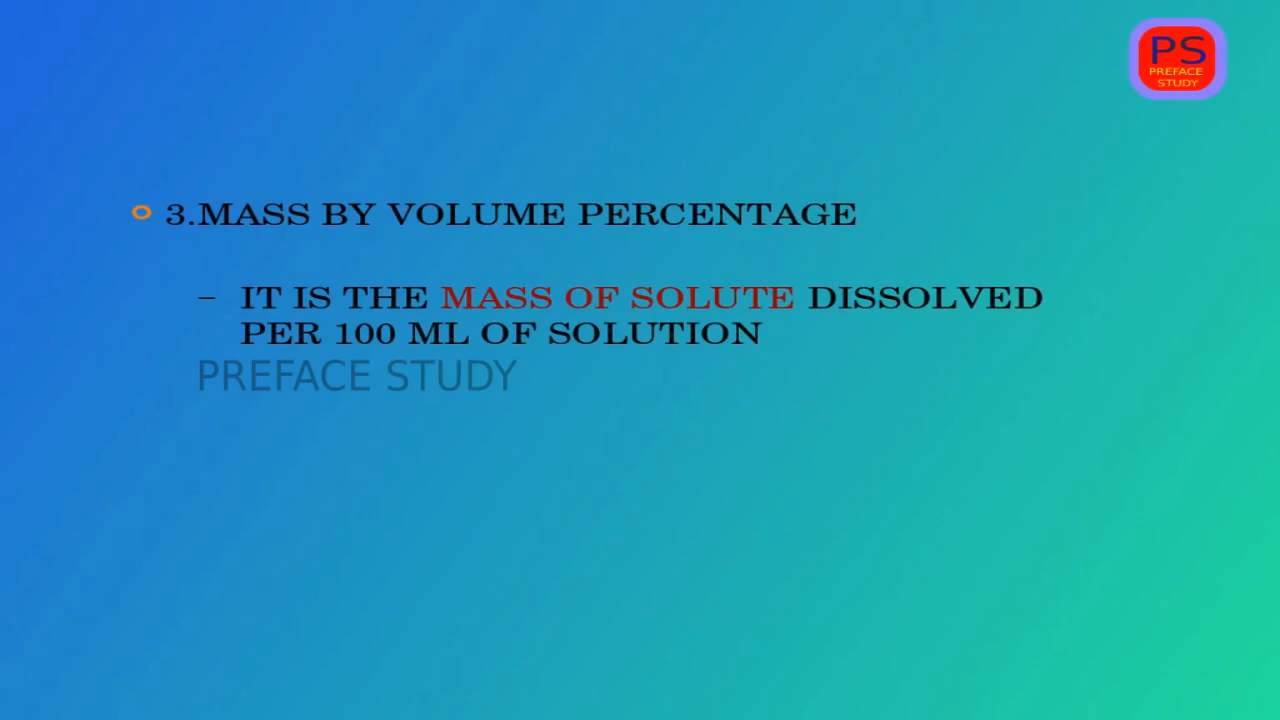 PS
PREFACE
STUDY
3.MASS BY VOLUME PERCENTAGE
– IT IS THE MASS OF SOLUTE DISSOLVED
PER 100 ML OF SOLUTION
PREFACE STUDY